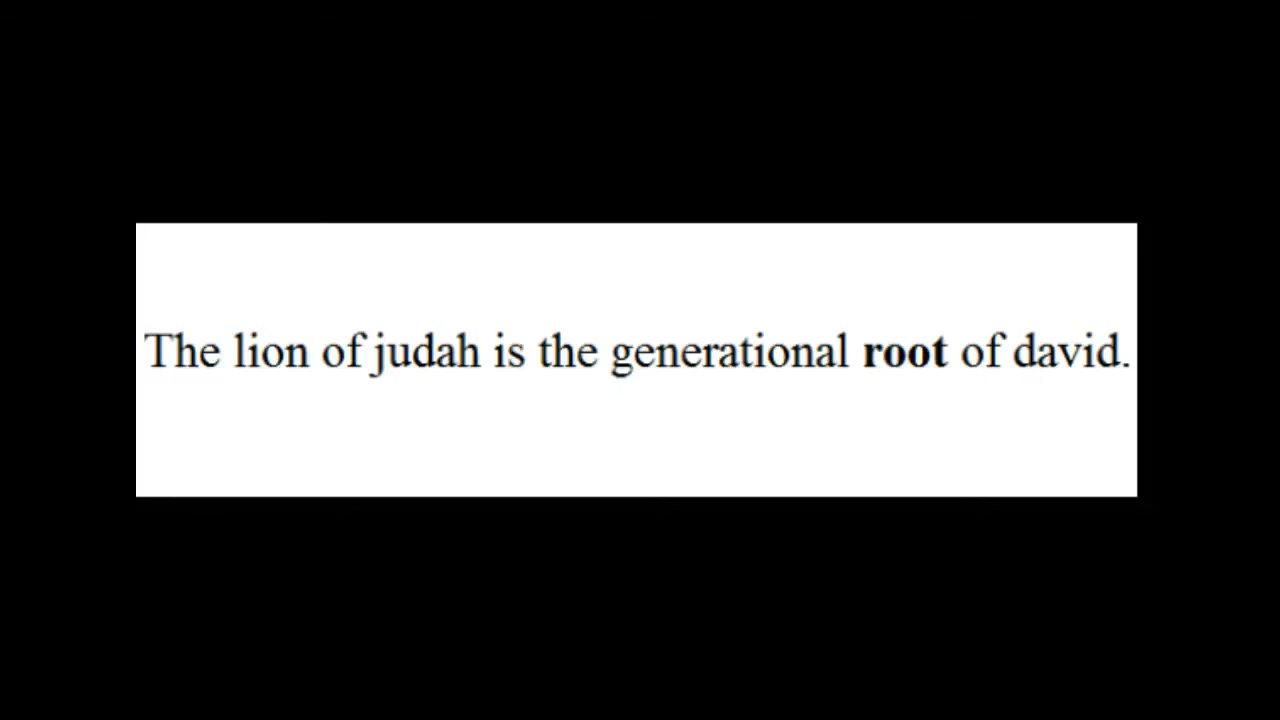 The lion of judah is the generational root of david.